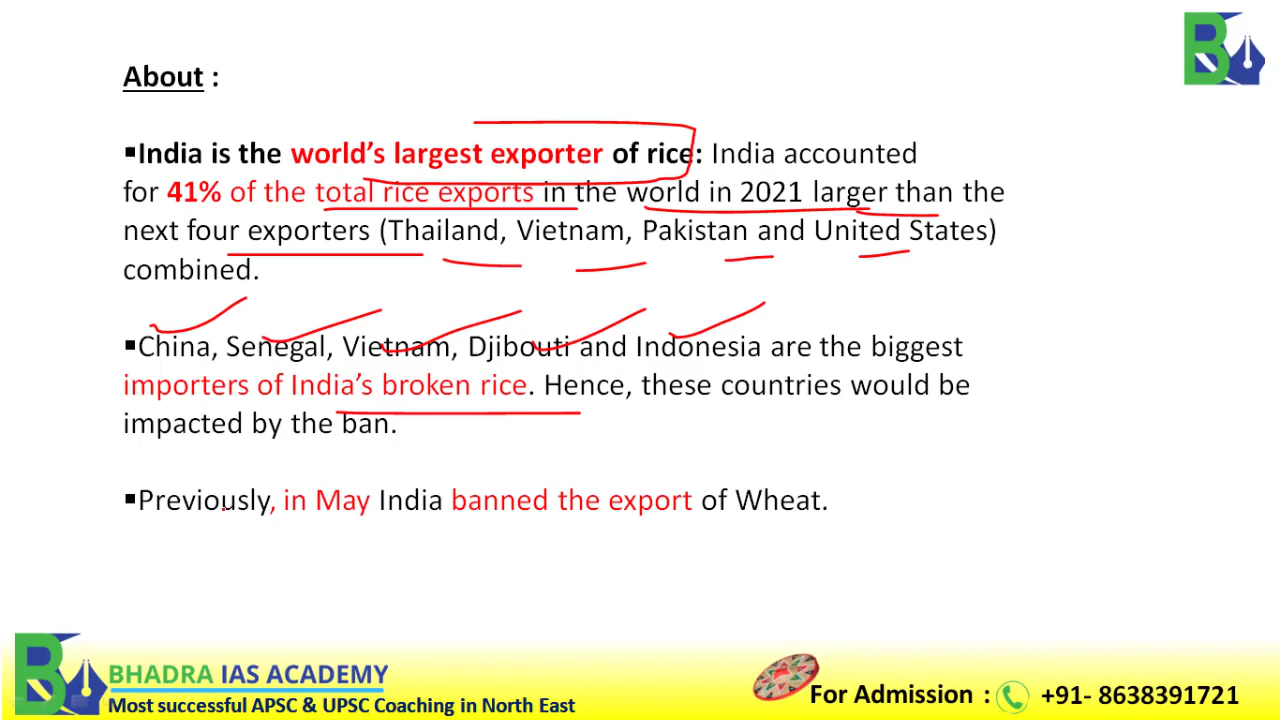 About :
▪India is the world's largest exporter of rice: India accounted
for 41% of the total rice exports in the world in 2021 larger than the
next four exporters (Thailand, Vietnam, Pakistan and United States)
combined.
▪China, Senegal, Vietnam, Djibouti and Indonesia are the biggest
importers of India's broken rice. Hence, these countries would be
impacted by the ban.
▪Previously, in May India banned the export of Wheat.
BHADRA IAS ACADEMY
Most successful APSC & UPSC Coaching in North East
For Admission : +91- 8638391721